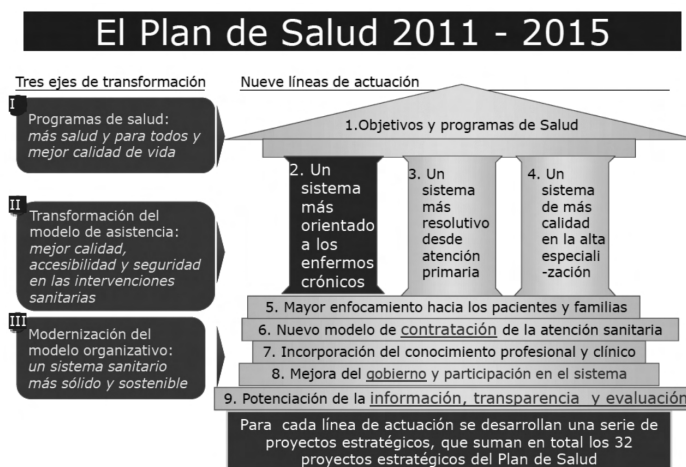 El Plan de Salud 2011 - 2015
Tres ejes de transformación
Nueve líneas de actuación
I
Programas de salud:
más salud y para todos y
mejor calidad de vida
II
Transformación del
modelo de asistencia:
mejor calidad,
accesibilidad y seguridad
en las intervenciones
sanitarias
III
Modernización del
modelo organizativo:
un sistema sanitario
más sólido y sostenible
1.Objetivos y programas de Salud
2. Un
sistema
más
orientado
a los
enfermos
crónicos
3. Un
sistema
más
resolutivo
desde
atención
primaria
4. Un
sistema
de más
calidad
en la alta
especiali
-zación
5. Mayor enfocamiento hacia los pacientes y familias
6. Nuevo modelo de contratación de la atención sanitaria
7. Incorporación del conocimiento profesional y clínico
8. Mejora del gobierno y participación en el sistema
9. Potenciación de la información, transparencia y evaluación
Para cada línea de actuación se desarrollan una serie de
proyectos estratégicos, que suman en total los 32
proyectos estratégicos del Plan de Salud